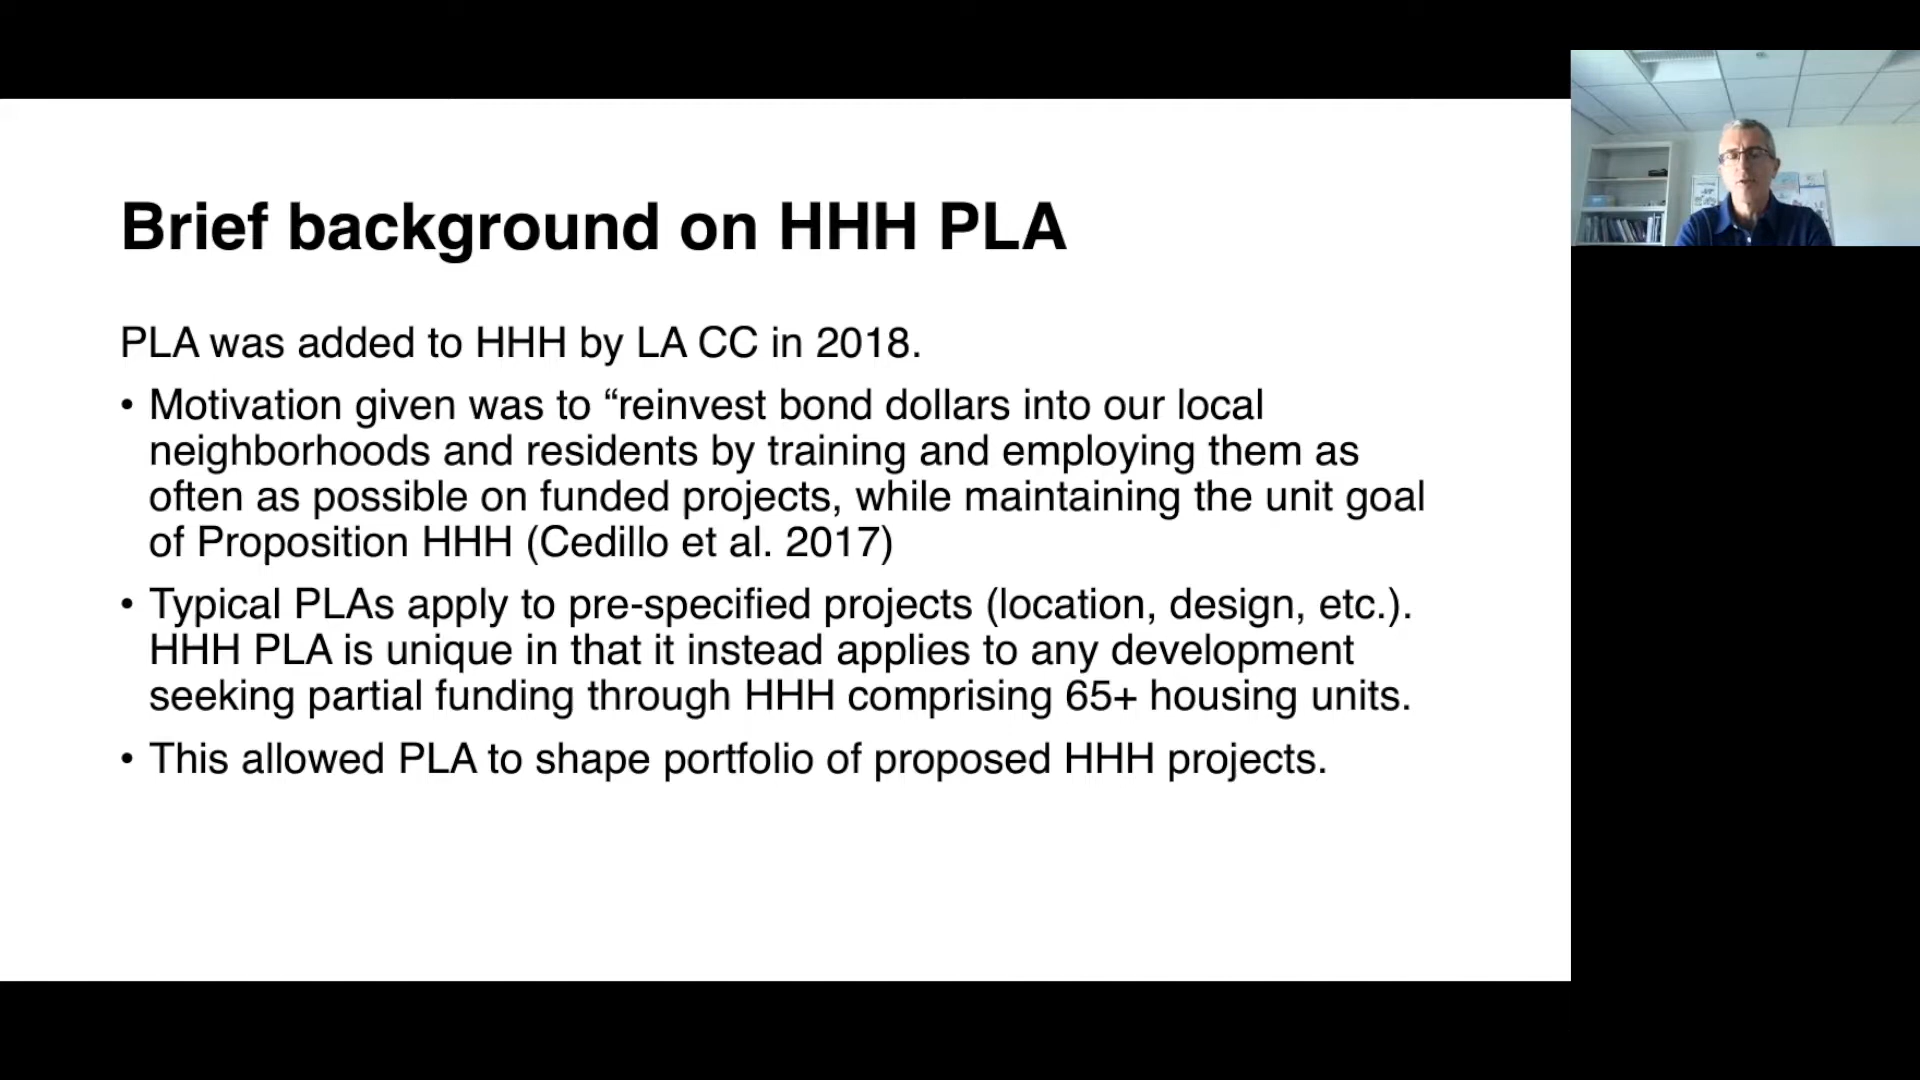 Brief background on HHH PLA
PLA was added to HHH by LA CC in 2018.
• Motivation given was to “reinvest bond dollars into our local
neighborhoods and residents by training and employing them as
often as possible on funded projects, while maintaining the unit goal
of Proposition HHH (Cedillo et al. 2017)
• Typical PLAs apply to pre-specified projects (location, design, etc.).
HHH PLA is unique in that it instead applies to any development
seeking partial funding through HHH comprising 65+ housing units.
• This allowed PLA to shape portfolio of proposed HHH projects.